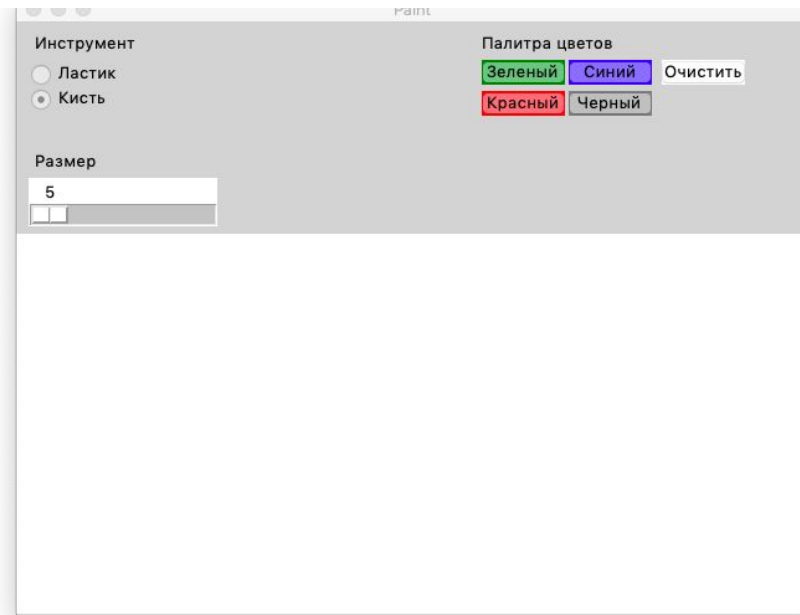 Paint
Инструмент
Ластик
Кисть
Размер
5
Палитра цветов
Зеленый Синий Очистить
Красный Черный